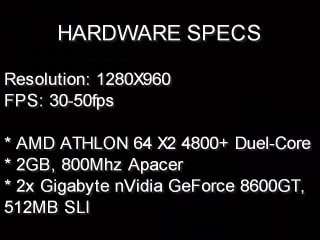 HARDWARE SPECS
Resolution: 1280X960
FPS: 30-50fps
* AMD ATHLON 64 X2 4800+ Duel-Core
* 2GB, 800Mhz Apacer
* 2x Gigabyte nVidia GeForce 8600GT,
512MB SLI